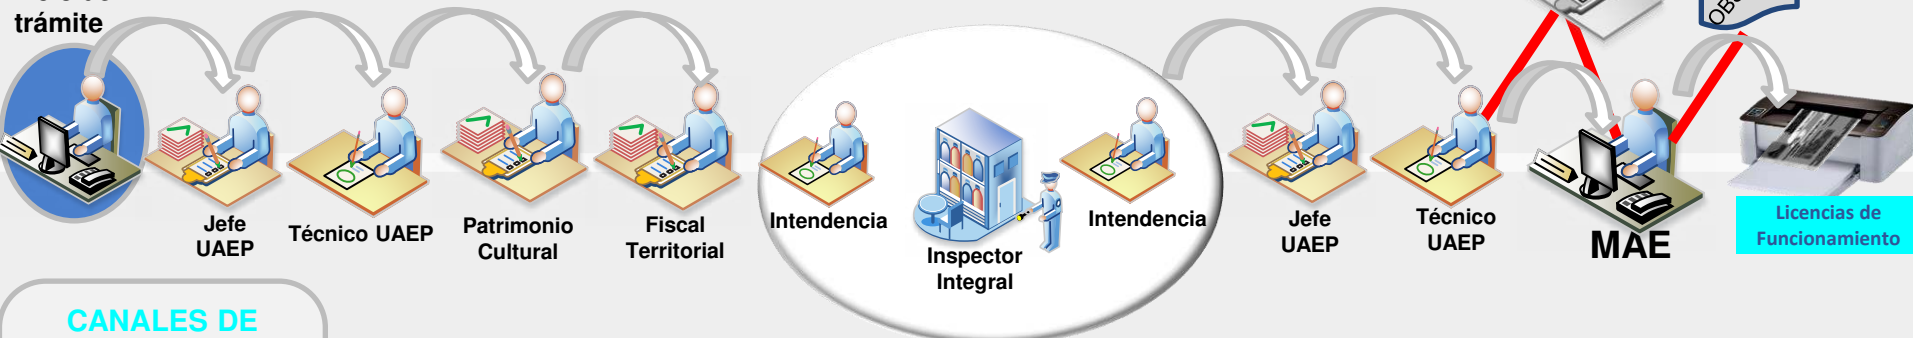 trámite
Jefe
UAEP
Técnico UAEP
Patrimonio
Cultural
Fiscal
Territorial
Intendencia
Inspector
Integral
Intendencia
Jefe
UAEP
Técnico
UAEP
MAE
Licencias de
Funcionamiento
CANALES DE